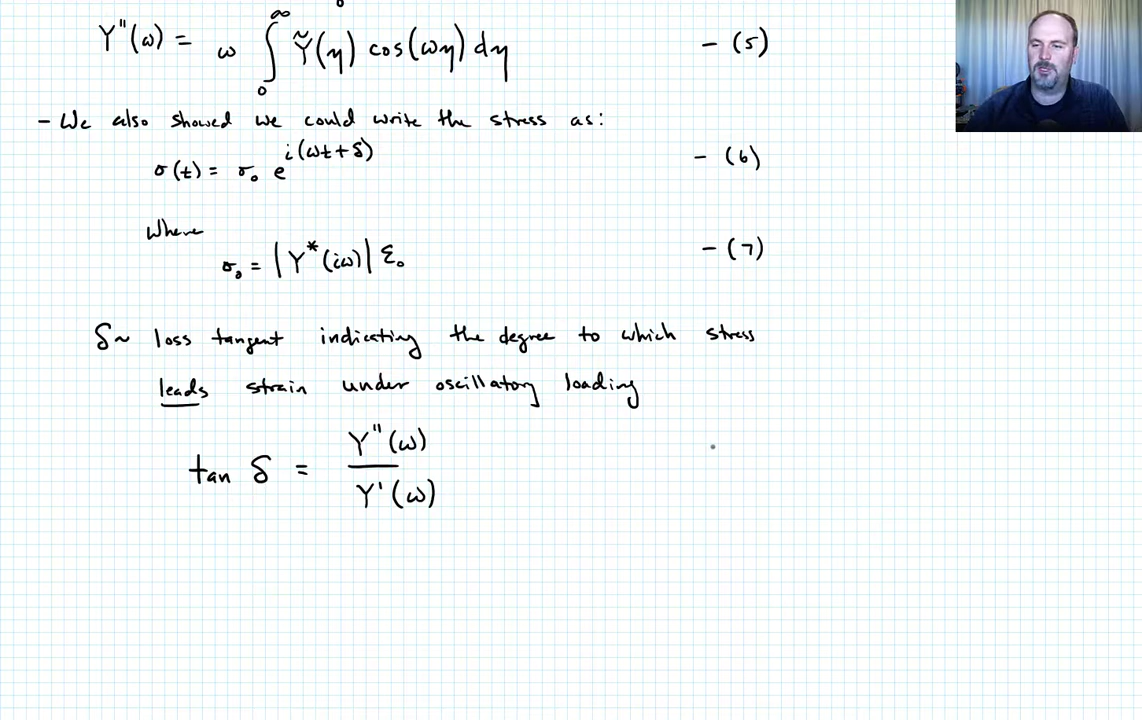 Y"(ω) = ω ∫₀^∞ Ỹ(η) cos(ωη) dη - (5)
- We also showed we could write the stress as:
σ(t) = σ₀ e^{i(ωt+δ)} - (6)
Where
σ₀ = |Y*(iω)| ε₀ - (7)
δ ~ loss tangent indicating the degree to which stress
leads strain under oscillatory loading
tan δ = Y"(ω) / Y'(ω)